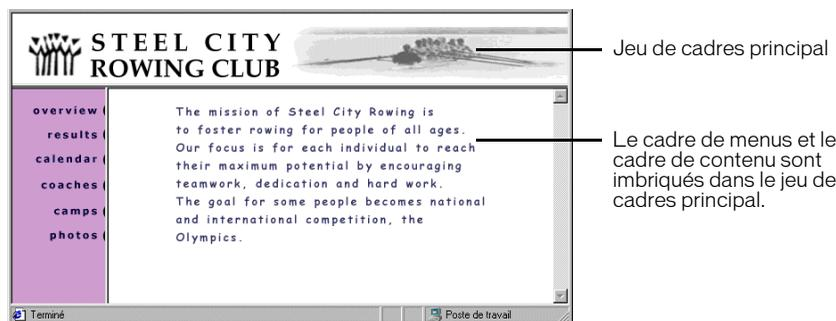 STEEL CITY
ROWING CLUB
Jeu de cadres principal
overview
results
calendar
coaches
camps
photos
The mission of Steel City Rowing is
to foster rowing for people of all ages.
Our focus is for each individual to reach
their maximum potential by encouraging
teamwork, dedication and hard work.
The goal for some people becomes national
and international competition, the
Olympics.
Le cadre de menus et le
cadre de contenu sont
imbriqués dans le jeu de
cadres principal.
Terminé
Poste de travail